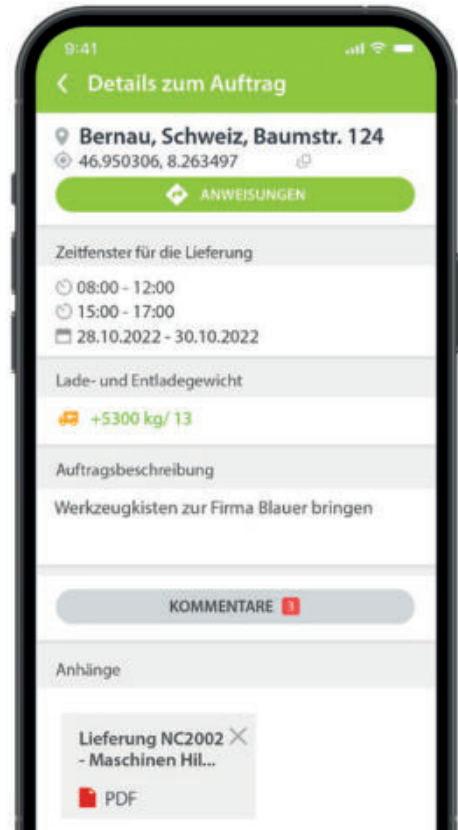 9:41
Details zum Auftrag
Bernau, Schweiz, Baumstr. 124
46.950306, 8.263497
ANWEISUNGEN
Zeitfenster für die Lieferung
08:00 - 12:00
15:00 - 17:00
28.10.2022 - 30.10.2022
Lade- und Entladegewicht
+5300 kg/ 13
Auftragsbeschreibung
Werkzeugkisten zur Firma Blauer bringen
KOMMENTARE 3
Anhänge
Lieferung NC2002
- Maschinen Hil...
PDF